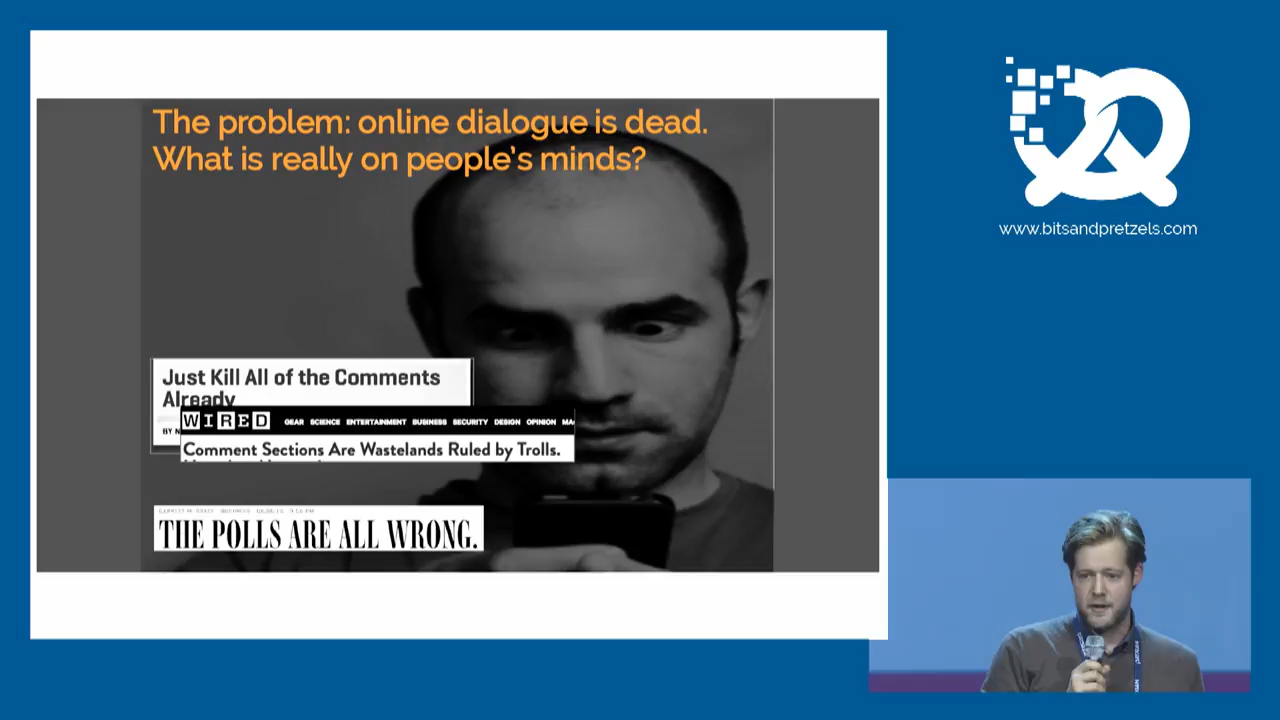 The problem: online dialogue is dead.
What is really on people's minds?
Just Kill All of the Comments
Already
BY N
WIRED GEAR SCIENCE ENTERTAINMENT BUSINESS SECURITY DESIGN OPINION MA
Comment Sections Are Wastelands Ruled by Trolls.
THE POLLS ARE ALL WRONG.
www.bitsandpretzels.com